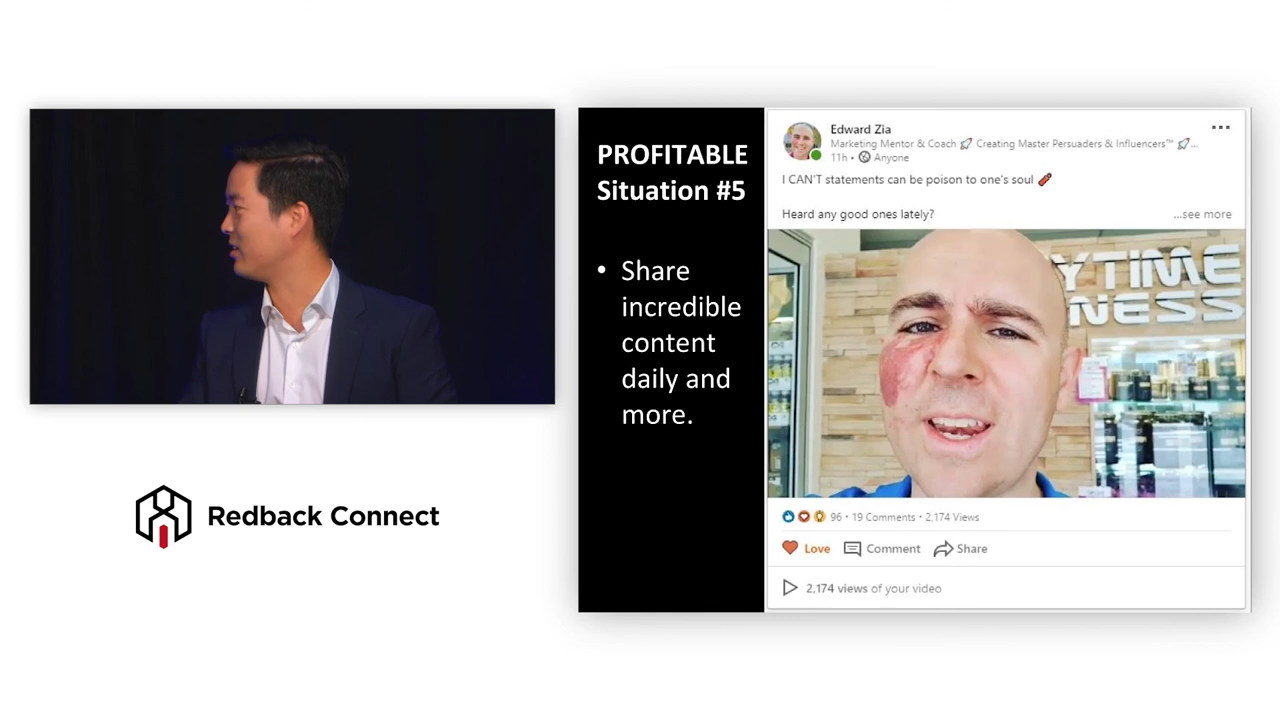 Redback Connect
PROFITABLE
Situation #5
• Share
incredible
content
daily and
more.
Edward Zia
Marketing Mentor & Coach 🚀 Creating Master Persuaders & Influencers™ 🚀...
11h • Anyone
I CAN'T statements can be poison to one's soul 🧨
Heard any good ones lately?
...see more
YTIME
NESS
96 • 19 Comments • 2,174 Views
Love Comment Share
2,174 views of your video